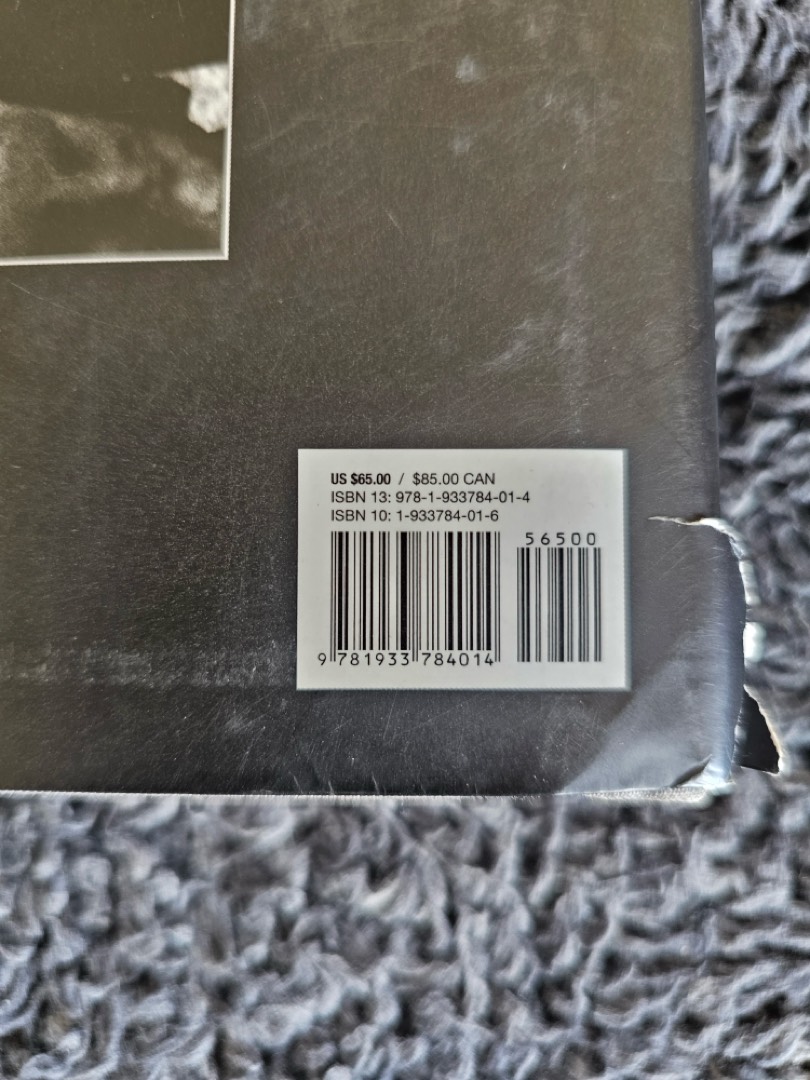 US $65.00 / $85.00 CAN
ISBN 13: 978-1-933784-01-4
ISBN 10: 1-933784-01-6
56500
9 781933 784014